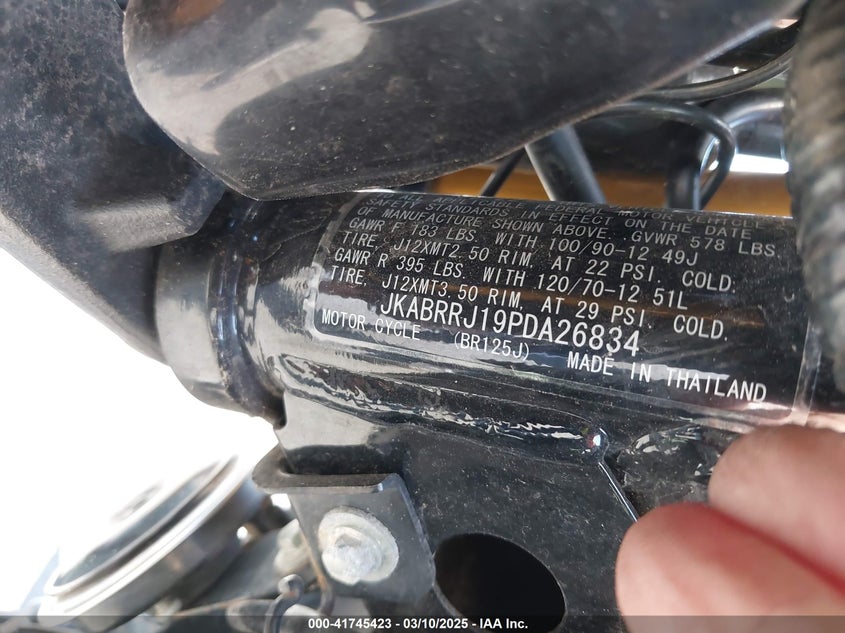 SAFETY STANDARDS IN EFFECT ON THE DATE
OF MANUFACTURE SHOWN ABOVE. GVWR 578 LBS.
GAWR F 183 LBS. WITH 100/90-12 49J
TIRE, J12XMT2.50 RIM, AT 22 PSI. COLD.
GAWR R 395 LBS. WITH 120/70-12 51L
TIRE, J12XMT3.50 RIM, AT 29 PSI. COLD.
JKABRRJ19PDA26834
MOTOR CYCLE (BR125J) MADE IN THAILAND
000-41745423 - 03/10/2025 - IAA Inc.